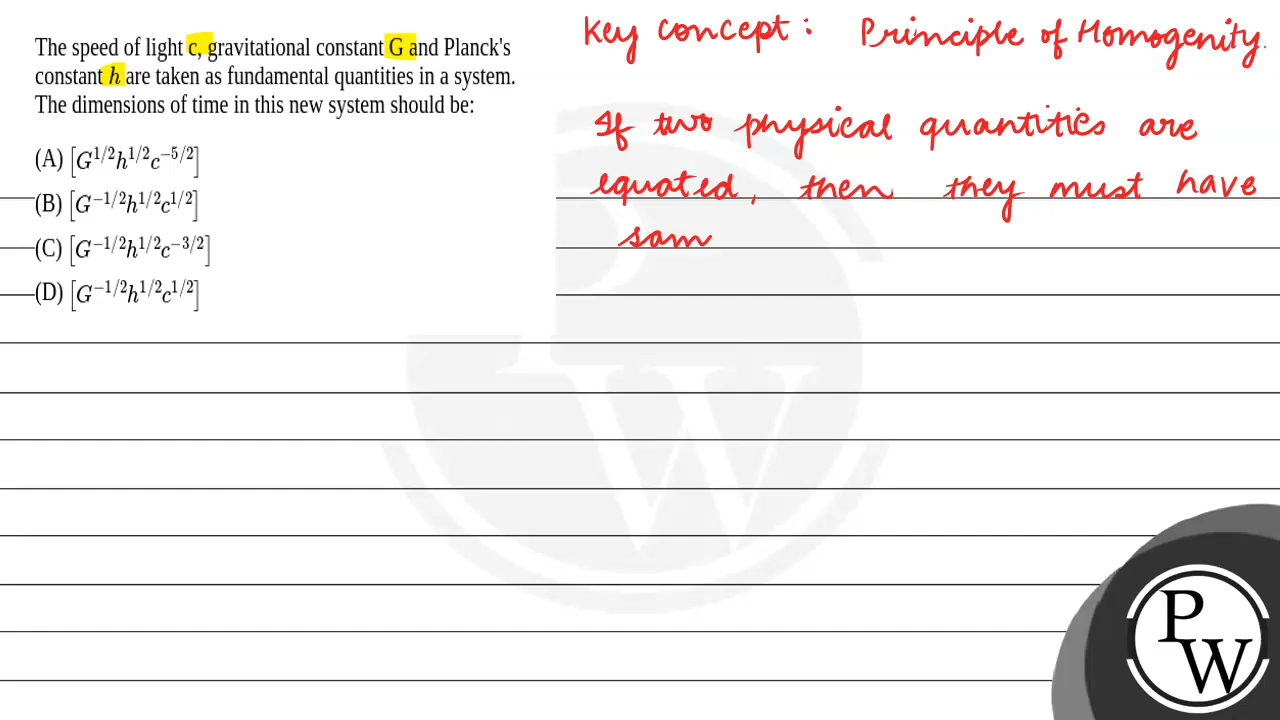 The speed of light c, gravitational constant G and Planck's
constant h are taken as fundamental quantities in a system.
The dimensions of time in this new system should be:
(A) [G^{1/2}h^{1/2}c^{-5/2}]
(B) [G^{-1/2}h^{1/2}c^{1/2}]
(C) [G^{-1/2}h^{1/2}c^{-3/2}]
(D) [G^{-1/2}h^{1/2}c^{1/2}]
Key concept : Principle of Homogenity.
If two physical quantities are
equated, then they must have
sam
P
W
P
W